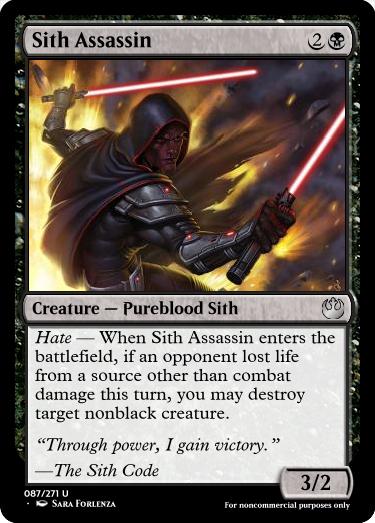 Sith Assassin 2
Creature — Pureblood Sith
Hate — When Sith Assassin enters the
battlefield, if an opponent lost life
from a source other than combat
damage this turn, you may destroy
target nonblack creature.
“Through power, I gain victory.”
—The Sith Code
3/2
087/271 U
· SARA FORLENZA
For noncommercial purposes only